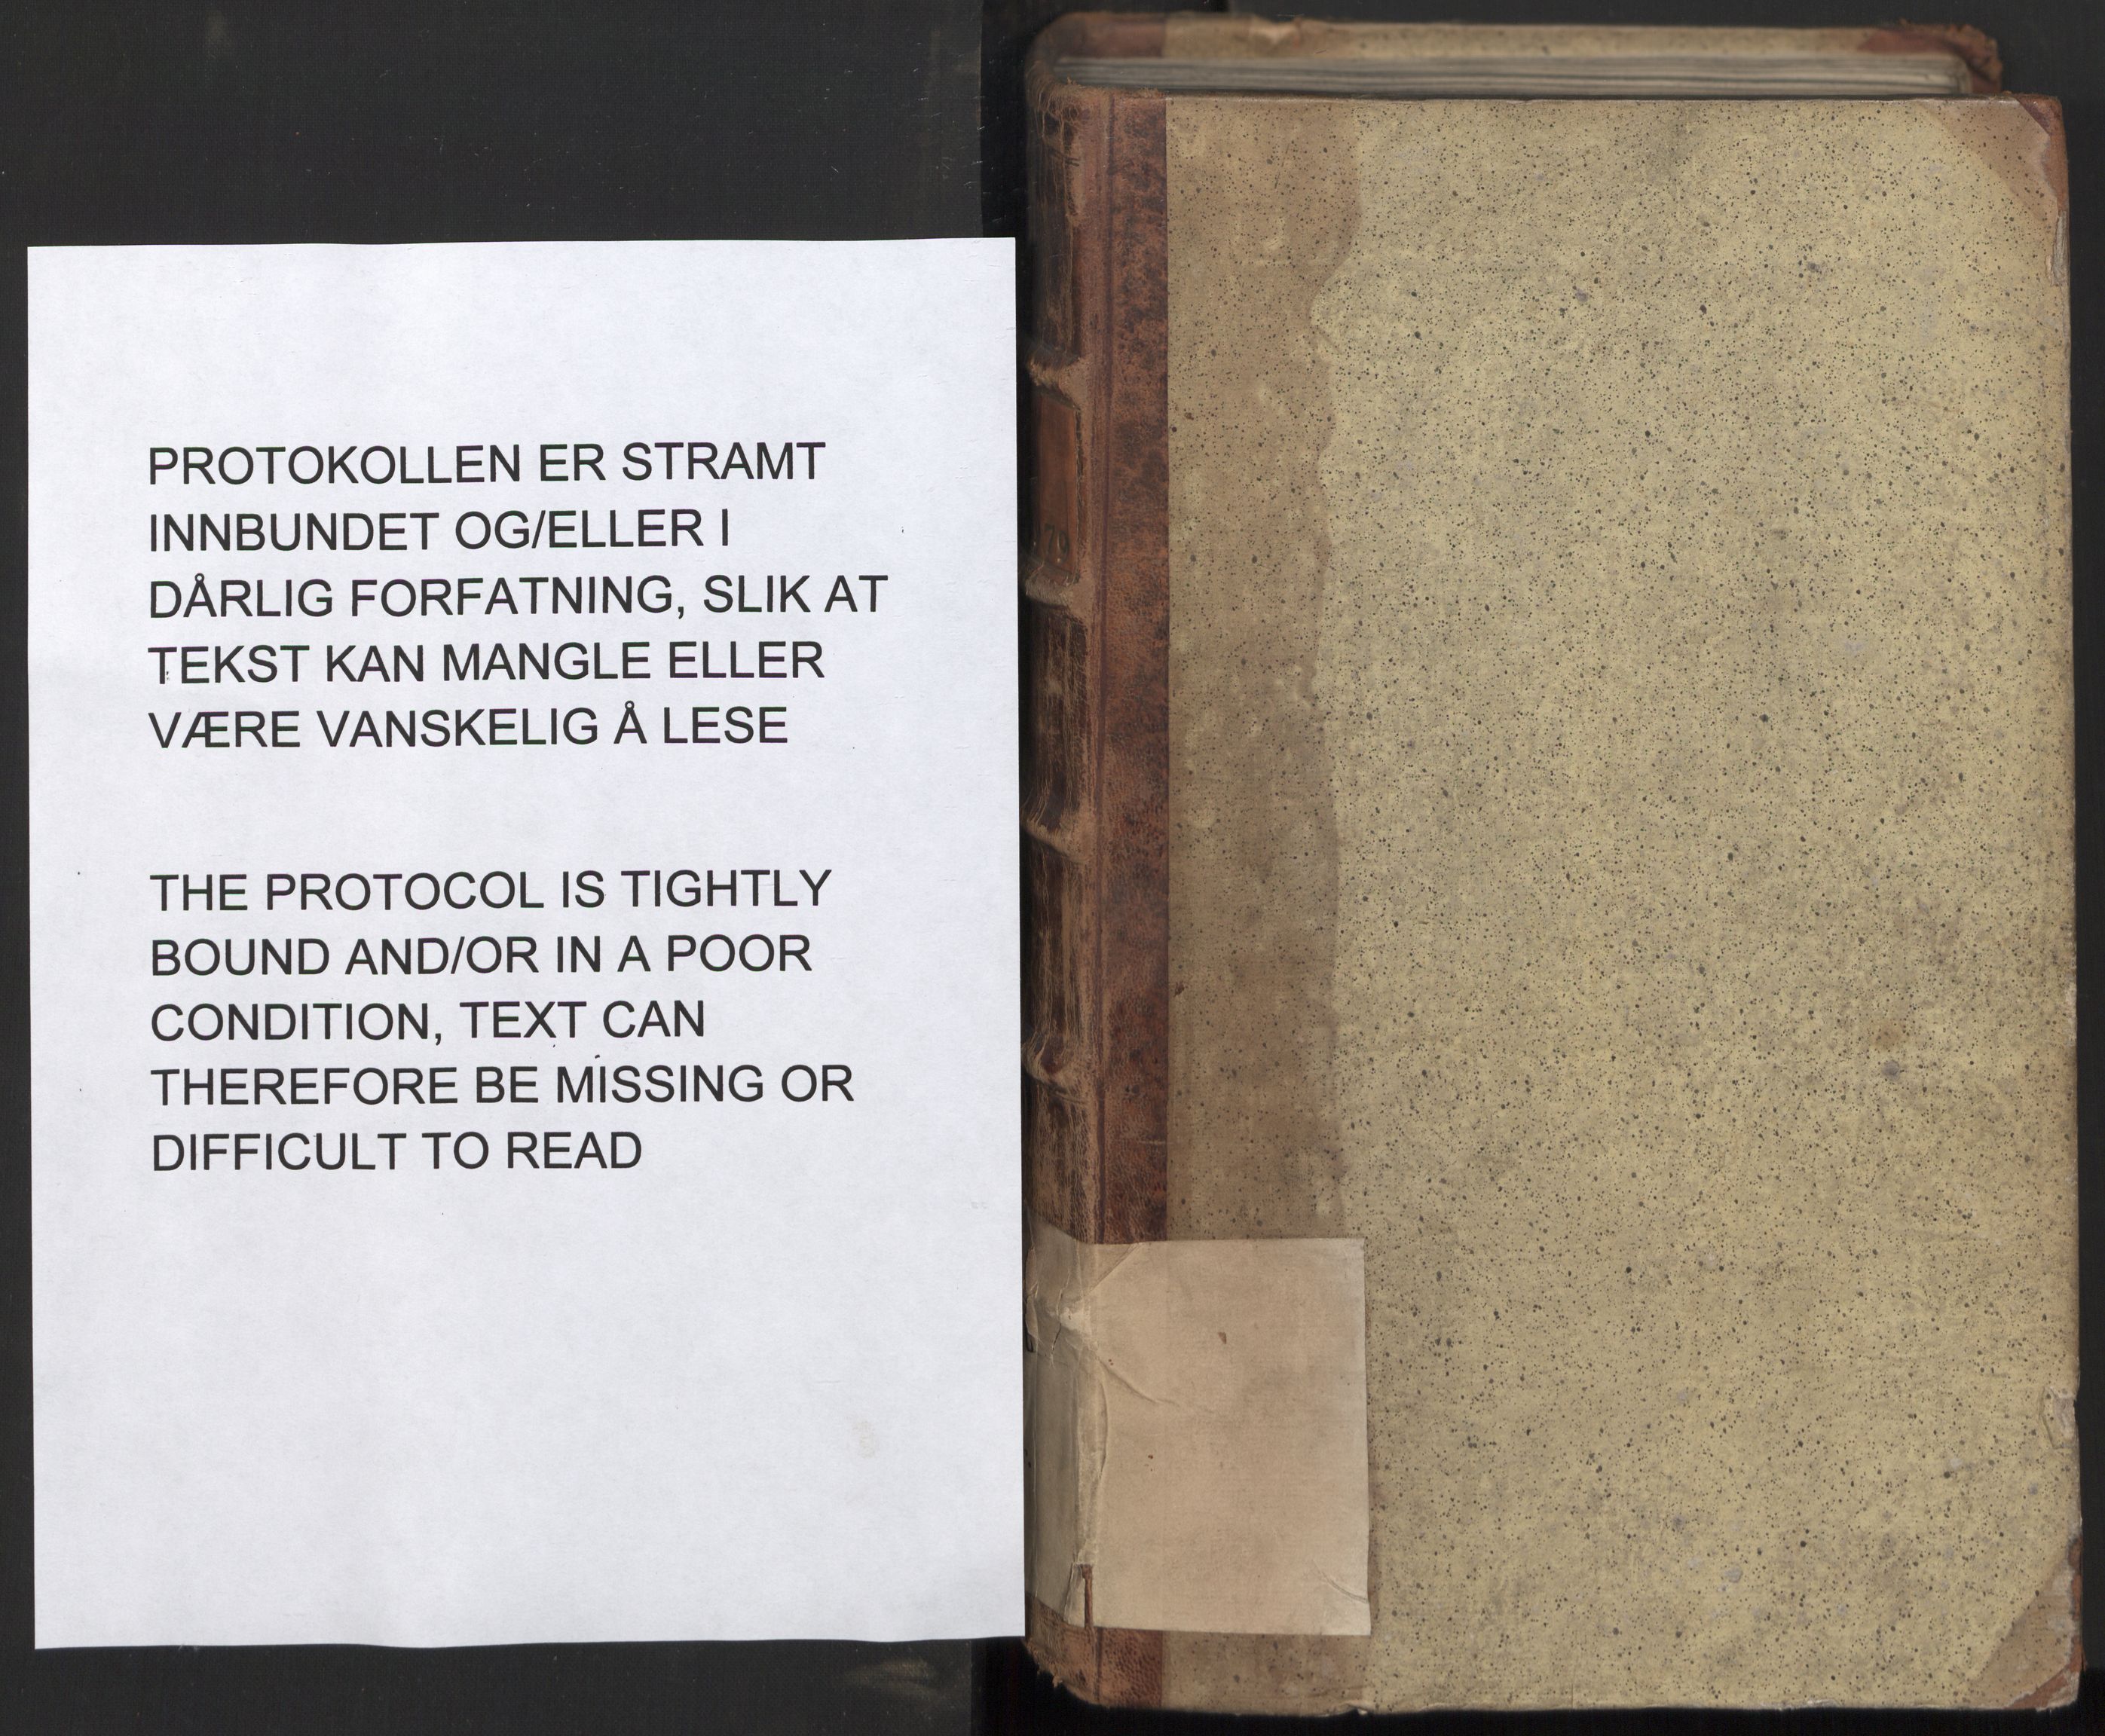 PROTOKOLLEN ER STRAMT
INNBUNDET OG/ELLER I
DÅRLIG FORFATNING, SLIK AT
TEKST KAN MANGLE ELLER
VÆRE VANSKELIG Å LESE
THE PROTOCOL IS TIGHTLY
BOUND AND/OR IN A POOR
CONDITION, TEXT CAN
THEREFORE BE MISSING OR
DIFFICULT TO READ